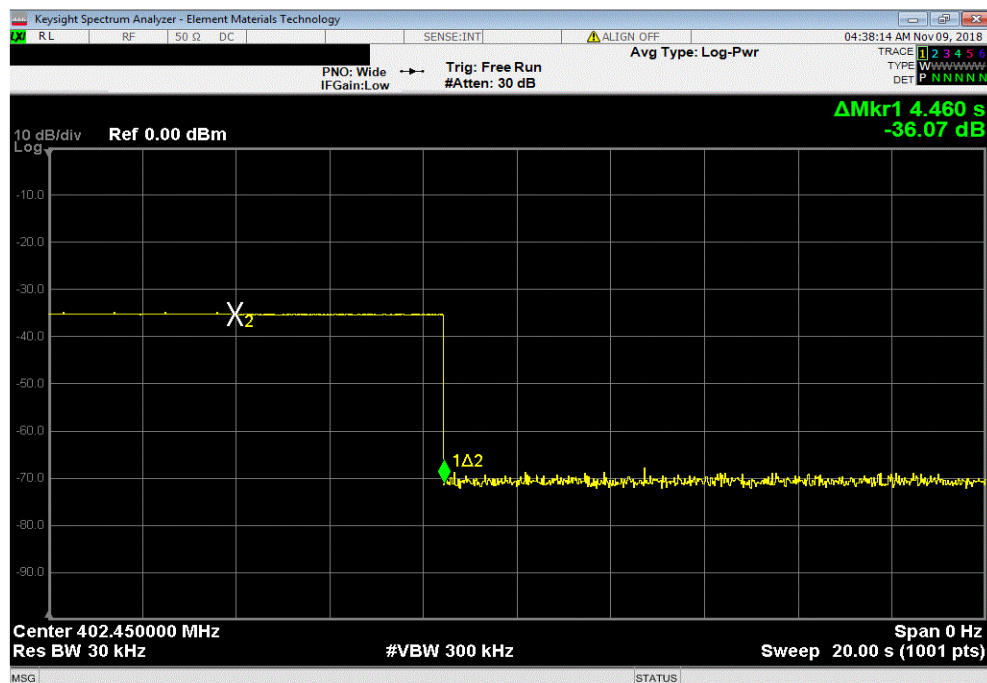 Keysight Spectrum Analyzer - Element Materials Technology
LXI RL RF 50 Ω DC SENSE:INT ALIGN OFF 04:38:14 AM Nov 09, 2018
Avg Type: Log-Pwr TRACE 1 2 3 4 5 6
PNO: Wide Trig: Free Run TYPE WWWWWW
IFGain:Low #Atten: 30 dB DET P N N N N N
ΔMkr1 4.460 s
-36.07 dB
10 dB/div Ref 0.00 dBm
Log
-10.0
-20.0
-30.0
X2
-40.0
-50.0
-60.0
1Δ2
-70.0
-80.0
-90.0
Center 402.450000 MHz Span 0 Hz
Res BW 30 kHz #VBW 300 kHz Sweep 20.00 s (1001 pts)
MSG STATUS